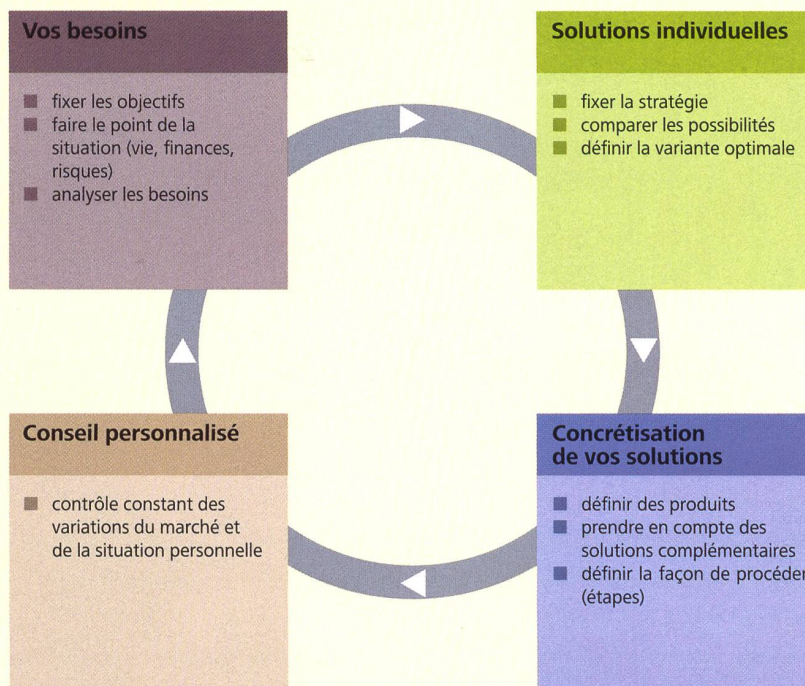 Vos besoins
■ fixer les objectifs
■ faire le point de la
situation (vie, finances,
risques)
■ analyser les besoins
Solutions individuelles
■ fixer la stratégie
■ comparer les possibilités
■ définir la variante optimale
Conseil personnalisé
■ contrôle constant des
variations du marché et
de la situation personnelle
Concrétisation
de vos solutions
■ définir des produits
■ prendre en compte des
solutions complémentaires
■ définir la façon de procéder
(étapes)